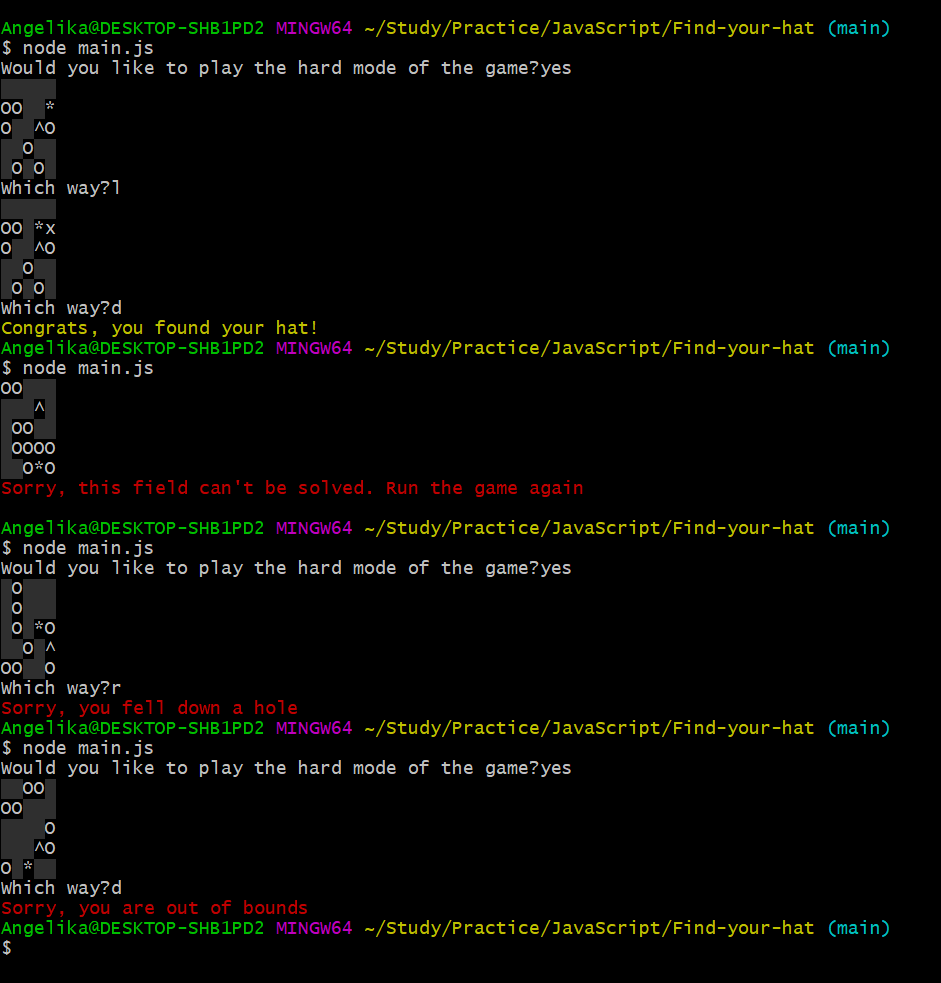 Angelika@DESKTOP-SHB1PD2 MINGW64 ~/Study/Practice/JavaScript/Find-your-hat (main)
$ node main.js
Would you like to play the hard mode of the game?yes
OO  *
O  ^O
  O
 O O
Which way?l
OO *x
O  ^O
  O
 O O
Which way?d
Congrats, you found your hat!
Angelika@DESKTOP-SHB1PD2 MINGW64 ~/Study/Practice/JavaScript/Find-your-hat (main)
$ node main.js
OO
   ^
 OO
 OOOO
  O*O
Sorry, this field can't be solved. Run the game again
Angelika@DESKTOP-SHB1PD2 MINGW64 ~/Study/Practice/JavaScript/Find-your-hat (main)
$ node main.js
Would you like to play the hard mode of the game?yes
 O
 O
 O *O
  O ^
OO  O
Which way?r
Sorry, you fell down a hole
Angelika@DESKTOP-SHB1PD2 MINGW64 ~/Study/Practice/JavaScript/Find-your-hat (main)
$ node main.js
Would you like to play the hard mode of the game?yes
  OO
OO
    O
   ^O
O *
Which way?d
Sorry, you are out of bounds
Angelika@DESKTOP-SHB1PD2 MINGW64 ~/Study/Practice/JavaScript/Find-your-hat (main)
$